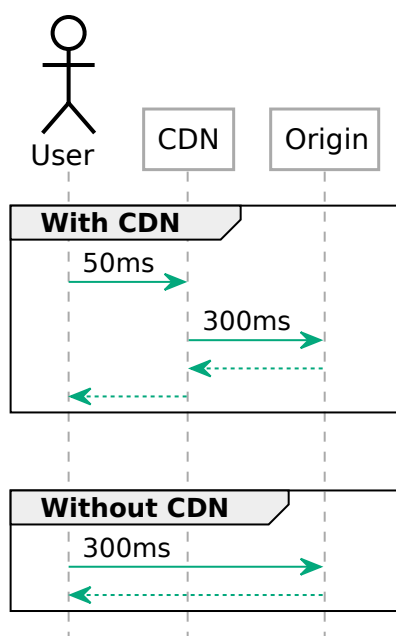 User
CDN
Origin
With CDN
50ms
300ms
Without CDN
300ms